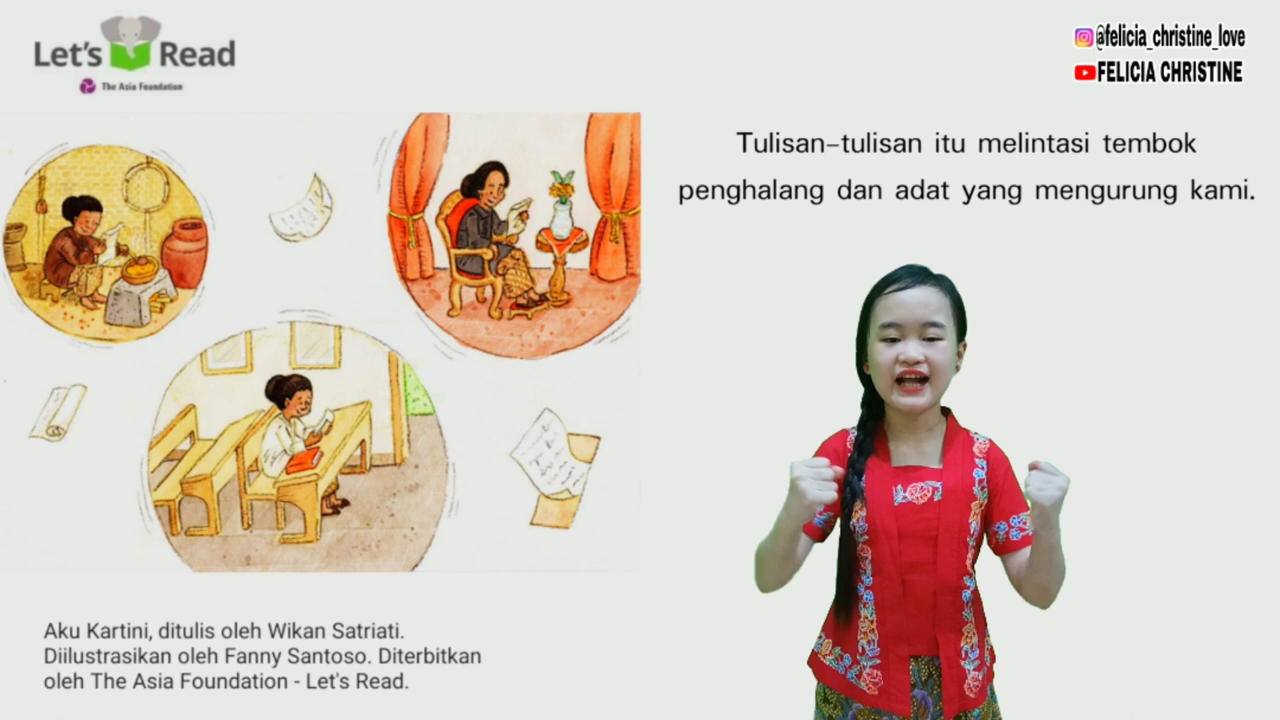 Let's Read
The Asia Foundation
@felicia_christine_love
FELICIA CHRISTINE
Tulisan-tulisan itu melintasi tembok
penghalang dan adat yang mengurung kami.
Aku Kartini, ditulis oleh Wikan Satriati.
Diilustrasikan oleh Fanny Santoso. Diterbitkan
oleh The Asia Foundation - Let's Read.